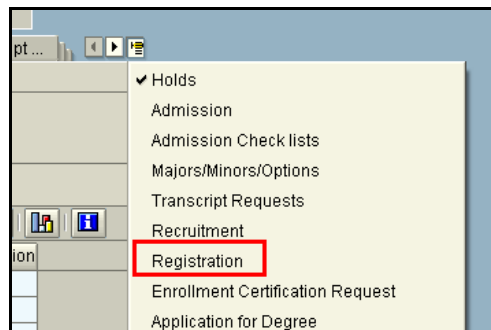 pt ...
Holds
Admission
Admission Check lists
Majors/Minors/Options
Transcript Requests
Recruitment
ion
Registration
Enrollment Certification Request
Application for Degree